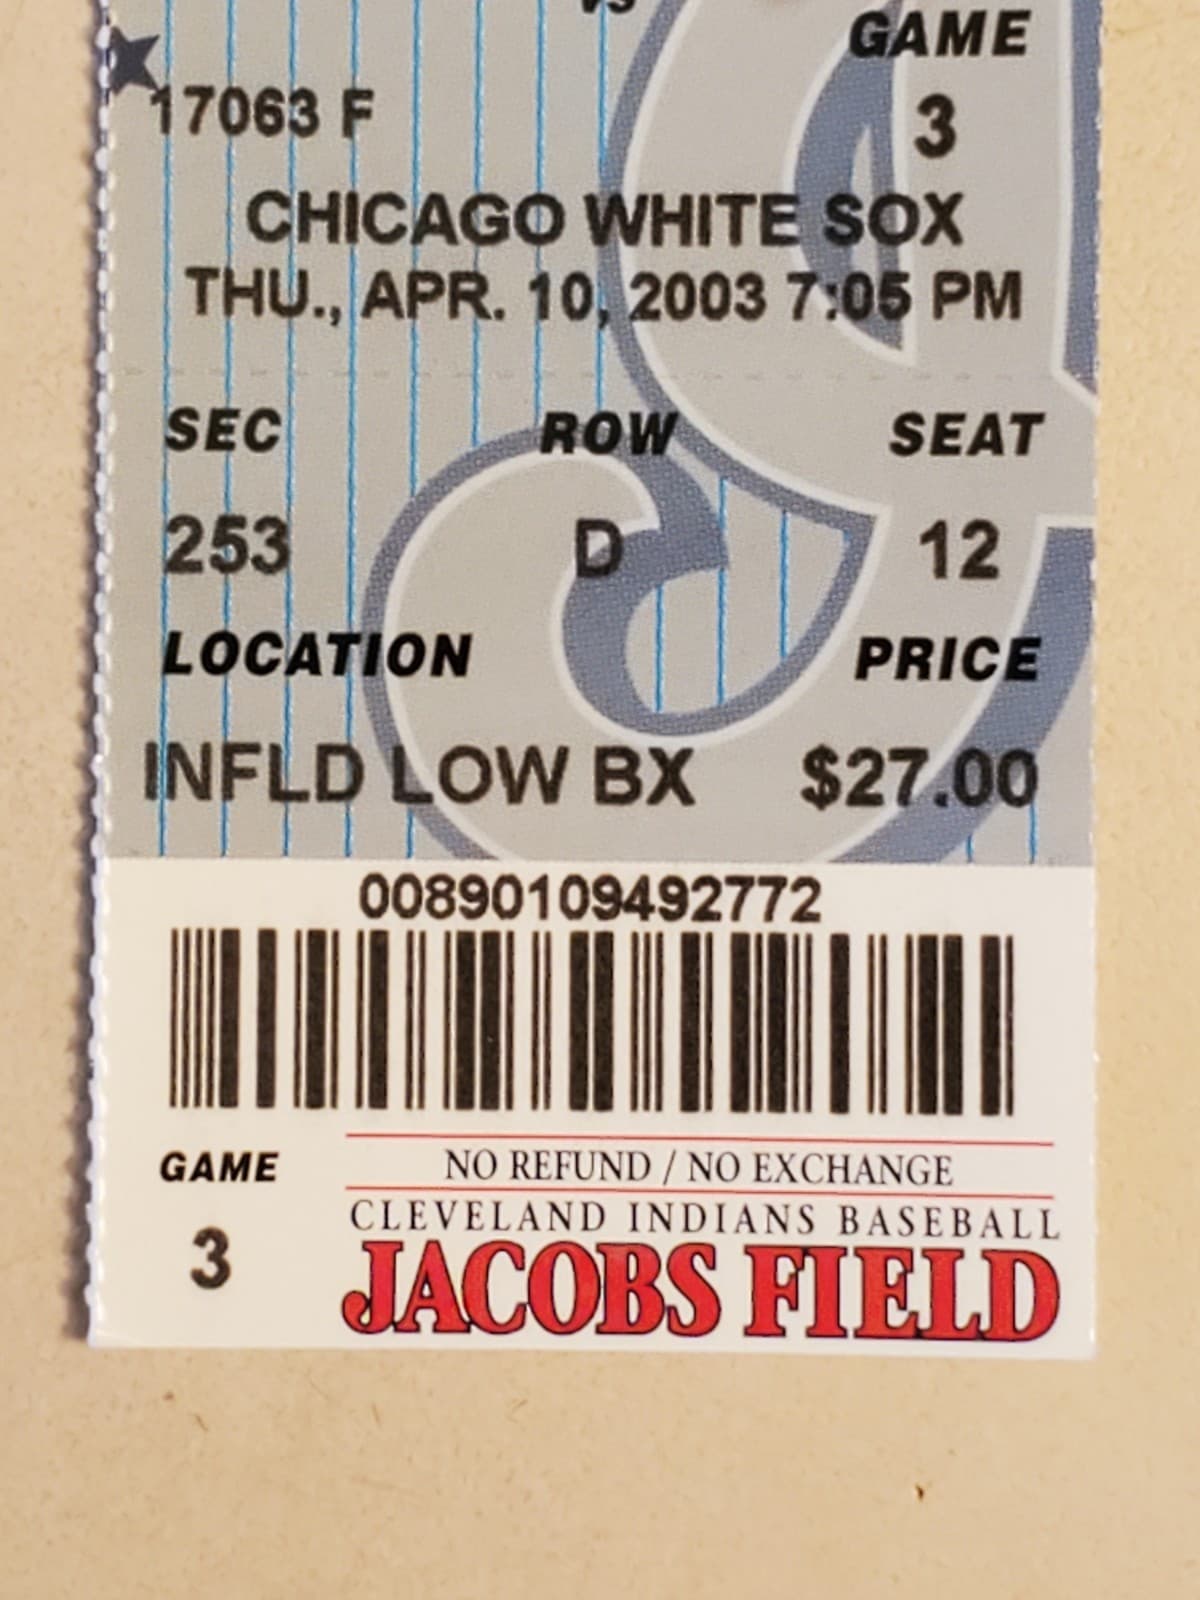 vs
GAME
17063 F
3
CHICAGO WHITE SOX
THU., APR. 10, 2003 7:05 PM
SEC ROW SEAT
253 D 12
LOCATION PRICE
INFLD LOW BX $27.00
00890109492772
GAME
3
NO REFUND / NO EXCHANGE
CLEVELAND INDIANS BASEBALL
JACOBS FIELD